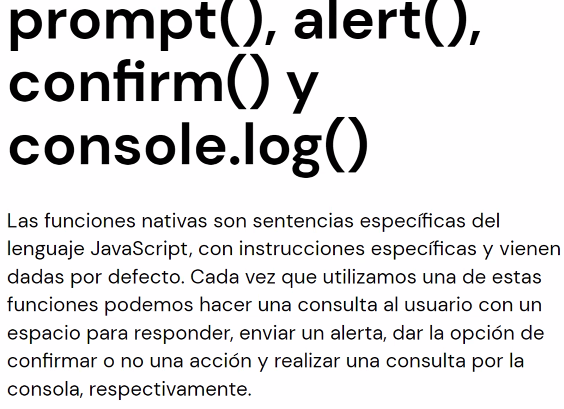 prompt(), alert(),
confirm() y
console.log()
Las funciones nativas son sentencias específicas del
lenguaje JavaScript, con instrucciones específicas y vienen
dadas por defecto. Cada vez que utilizamos una de estas
funciones podemos hacer una consulta al usuario con un
espacio para responder, enviar un alerta, dar la opción de
confirmar o no una acción y realizar una consulta por la
consola, respectivamente.